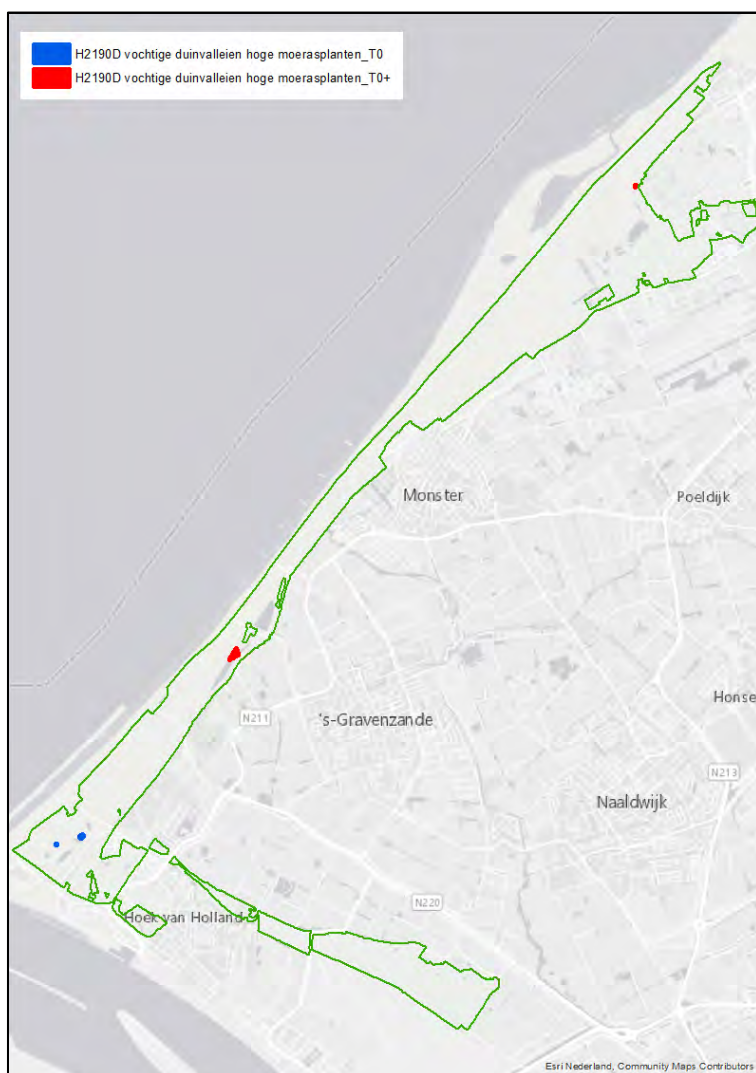 H2190D vochtige duinvalleien hoge moerasplanten_T0
H2190D vochtige duinvalleien hoge moerasplanten_T0+
Monster
Poeldijk
's-Gravenzande
N211
Honse
N213
Naaldwijk
N220
Hoek van Holland
Esri Nederland, Community Maps Contributors